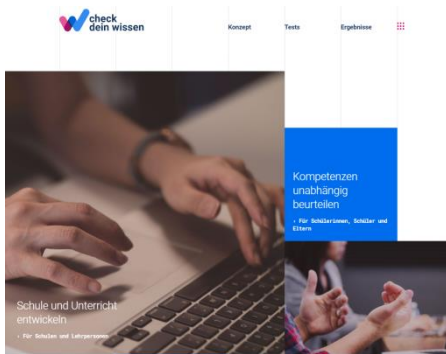 check
dein wissen
Konzept
Tests
Ergebnisse
Kompetenzen
unabhängig
beurteilen
› Für Schülerinnen, Schüler und
Eltern
Schule und Unterricht
entwickeln
› Für Schulen und Lehrpersonen